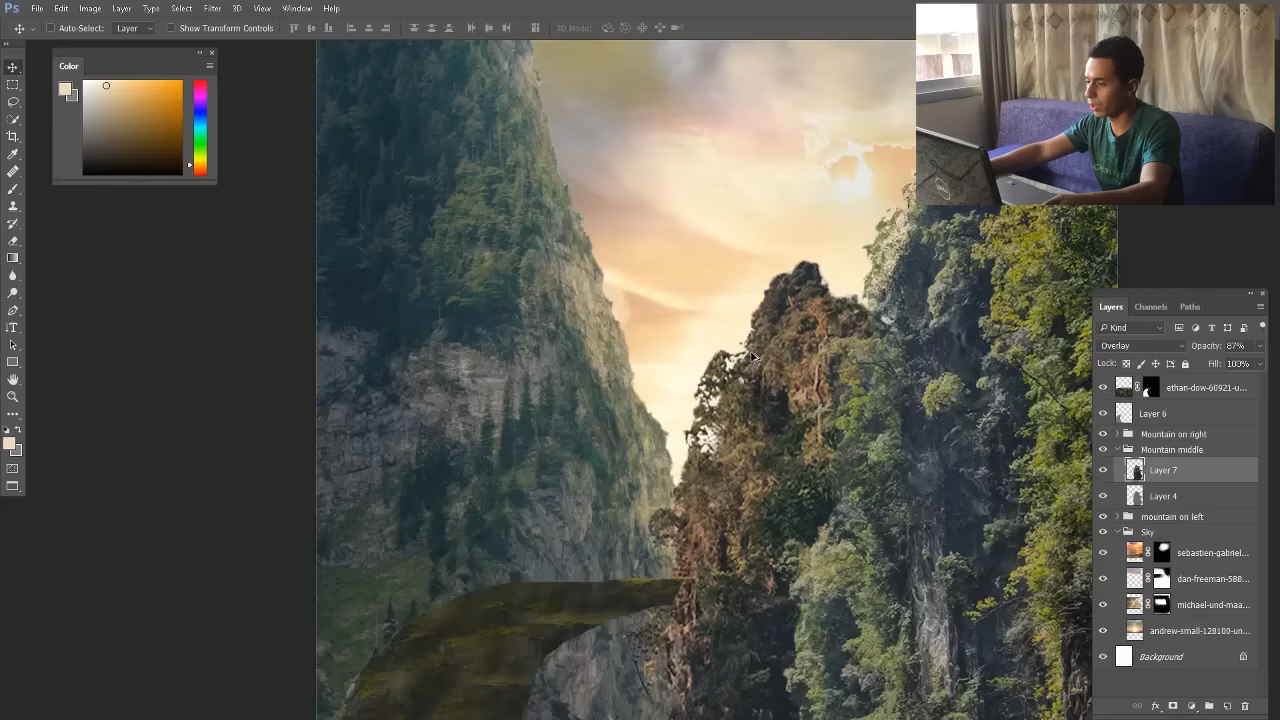 Ps File Edit Image Layer Type Select Filter 3D View Window Help
Auto-Select: Layer Show Transform Controls 3D Mode:
Color
DELL
Layers Channels Paths
Kind
Overlay Opacity: 87%
Lock: Fill: 100%
ethan-dow-60921-u...
Layer 6
Mountain on right
Mountain middle
Layer 7
Layer 4
mountain on left
Sky
sebastien-gabriel...
dan-freeman-588...
michael-und-maa...
andrew-small-128100-un...
Background
fx